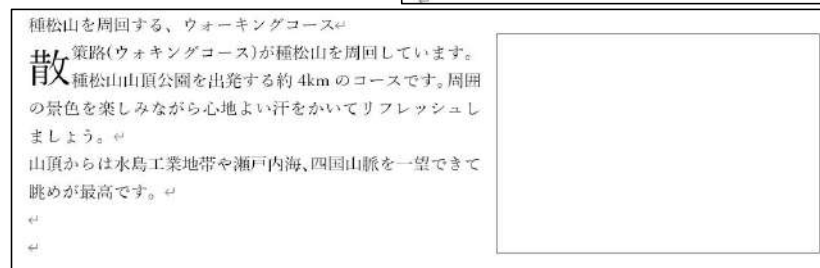 種松山を周回する、ウォーキングコース↵
散策路(ウォキングコース)が種松山を周回しています。
種松山山頂公園を出発する約 4km のコースです。周囲
の景色を楽しみながら心地よい汗をかいてリフレッシュし
ましょう。↵
山頂からは水島工業地帯や瀬戸内海、四国山脈を一望できて
眺めが最高です。↵
↵
↵